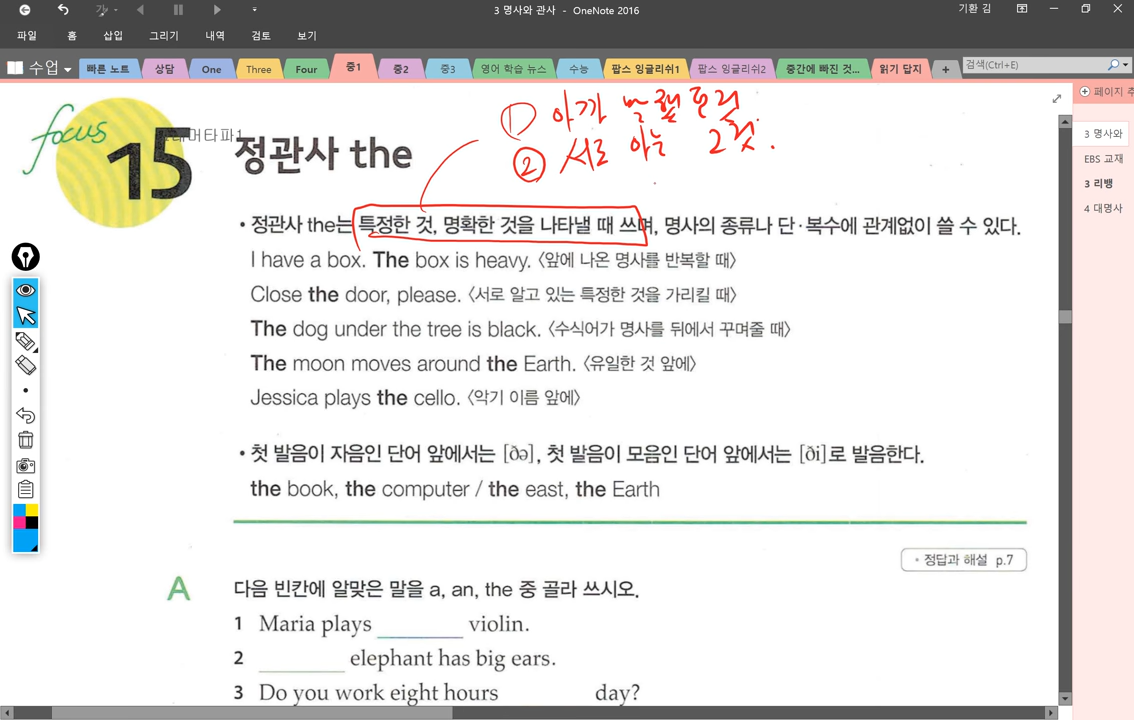 3 명사와 관사 - OneNote 2016
기환 김
파일 홈 삽입 그리기 내역 검토 보기
수업 빠른 노트 상담 One Three Four 중1 중2 중3 영어 학습 뉴스 수능 팝스 잉글리쉬1 팝스 잉글리쉬2 중간에 빠진 것... 읽기 답지 + 검색(Ctrl+E)
페이지 추
3 명사와
EBS 교재
3 리뱅
4 대명사
① 아까 말했던 것.
② 서로 아는 그것.
focus 15 정관사 the
• 정관사 the는 특정한 것, 명확한 것을 나타낼 때 쓰며, 명사의 종류나 단·복수에 관계없이 쓸 수 있다.
I have a box. The box is heavy. 〈앞에 나온 명사를 반복할 때〉
Close the door, please. 〈서로 알고 있는 특정한 것을 가리킬 때〉
The dog under the tree is black. 〈수식어가 명사를 뒤에서 꾸며줄 때〉
The moon moves around the Earth. 〈유일한 것 앞에〉
Jessica plays the cello. 〈악기 이름 앞에〉
• 첫 발음이 자음인 단어 앞에서는 [ðə], 첫 발음이 모음인 단어 앞에서는 [ði]로 발음한다.
the book, the computer / the east, the Earth
• 정답과 해설 p.7
A 다음 빈칸에 알맞은 말을 a, an, the 중 골라 쓰시오.
1 Maria plays ________ violin.
2 ________ elephant has big ears.
3 Do you work eight hours ________ day?